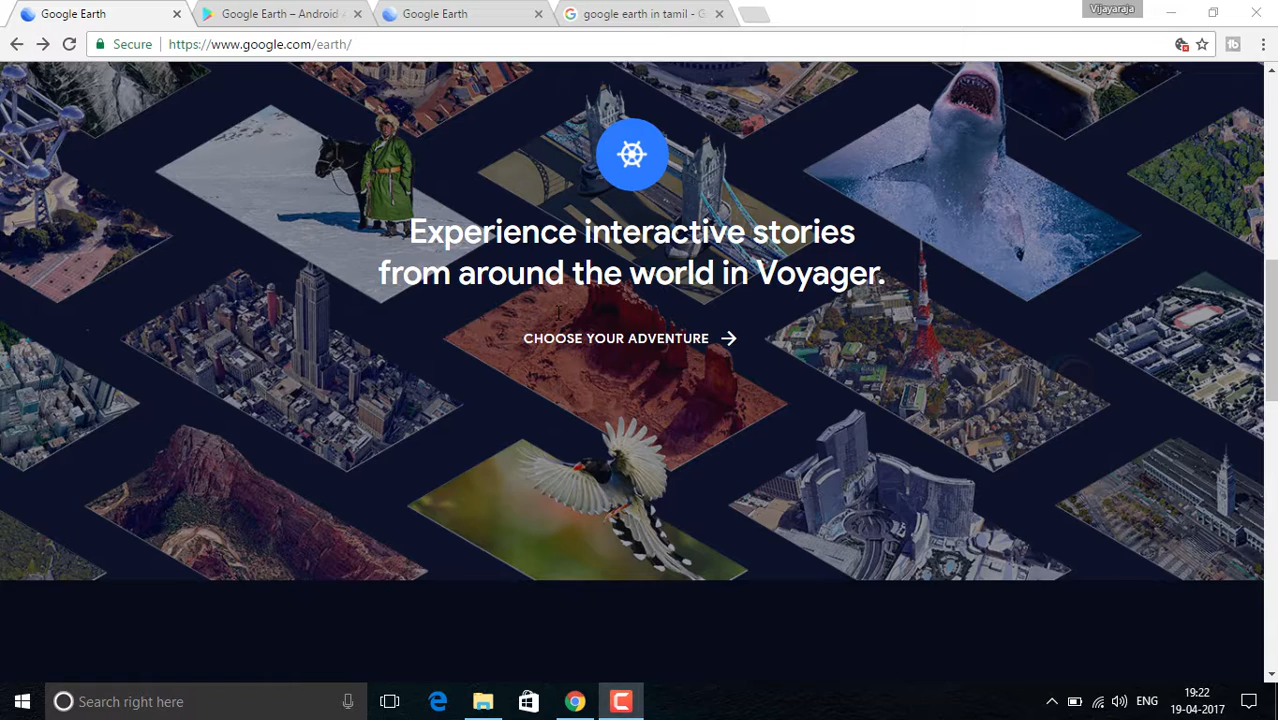 Google Earth
Google Earth – Android
Google Earth
google earth in tamil - G
Vijayaraja
Secure
https://www.google.com/earth/
Experience interactive stories
from around the world in Voyager.
CHOOSE YOUR ADVENTURE
Search right here
ENG
19:22
19-04-2017